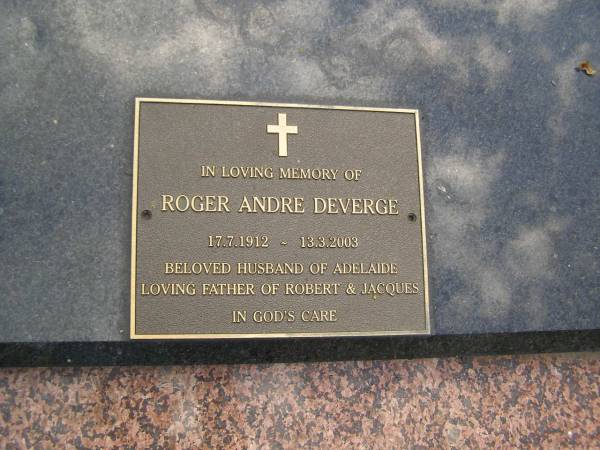 IN LOVING MEMORY OF
ROGER ANDRE DEVERGE
17.7.1912 ~ 13.3.2003
BELOVED HUSBAND OF ADELAIDE
LOVING FATHER OF ROBERT & JACQUES
IN GOD'S CARE